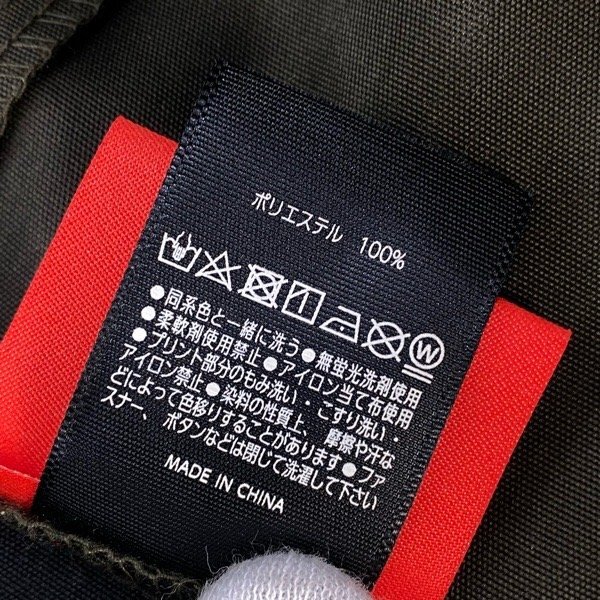 ポリエステル 100%
W
●同系色と一緒に洗う●無蛍光洗剤使用
●柔軟剤使用禁止●アイロン当て布使用
●プリント部分のもみ洗い・こすり洗い・
アイロン禁止●染料の性質上、摩擦や汗な
どによって色移りすることがあります●ファ
スナー、ボタンなどは閉じて洗濯して下さい
MADE IN CHINA